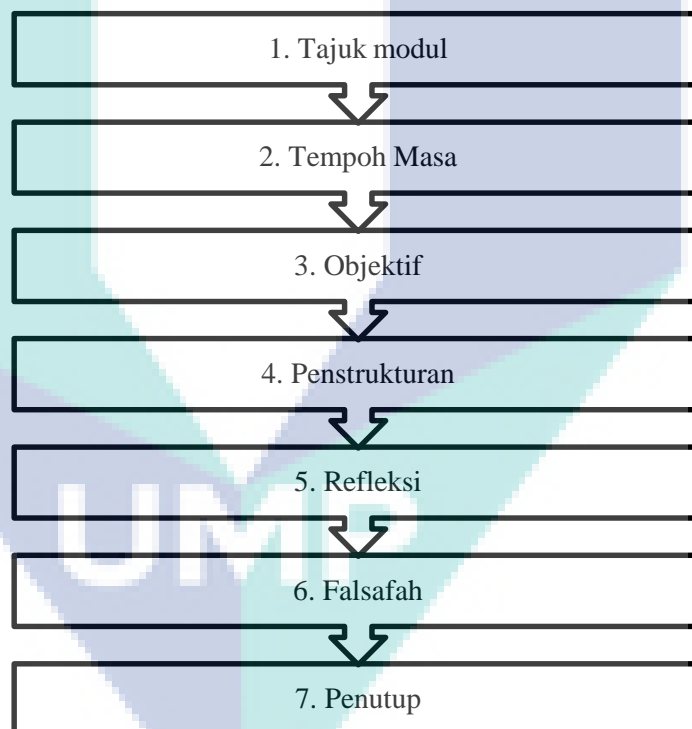 1. Tajuk modul
2. Tempoh Masa
3. Objektif
4. Penstrukturan
5. Refleksi
UMP
6. Falsafah
7. Penutup